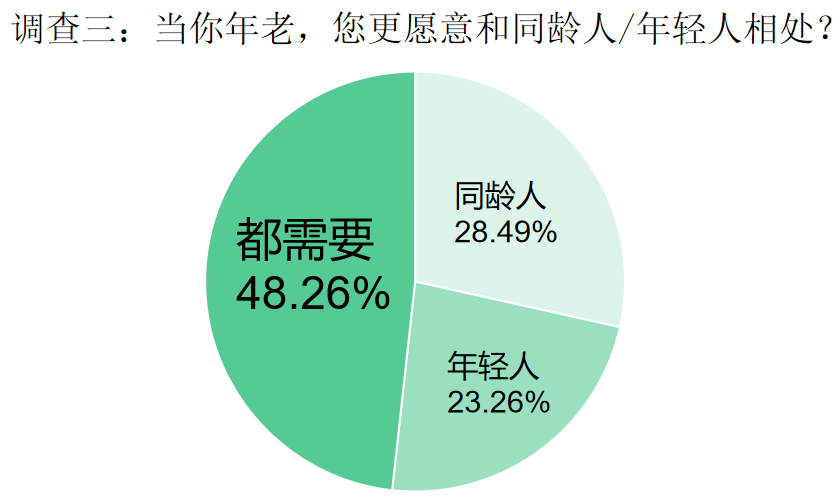 调查三：当你年老，您更愿意和同龄人/年轻人相处？
同龄人
28.49%
都需要
48.26%
年轻人
23.26%